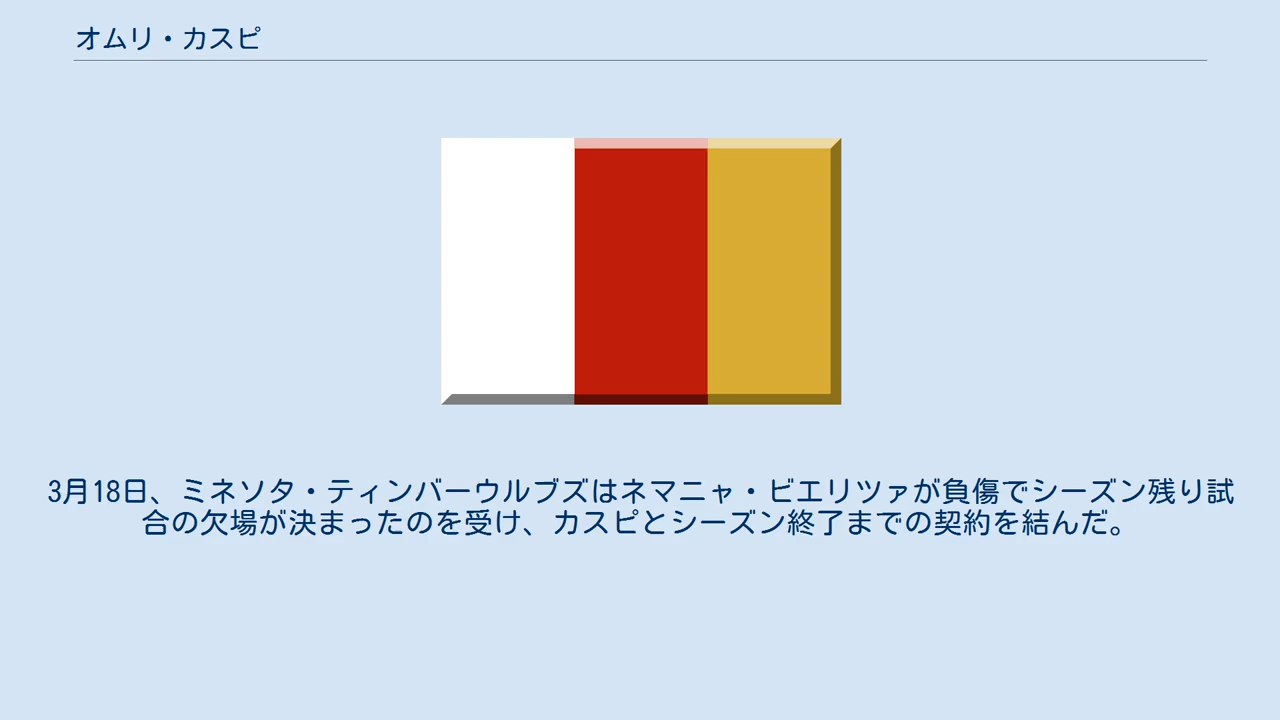 オムリ・カスピ
3月18日、ミネソタ・ティンバーウルブズはネマニャ・ビエリツァが負傷でシーズン残り試
合の欠場が決まったのを受け、カスピとシーズン終了までの契約を結んだ。